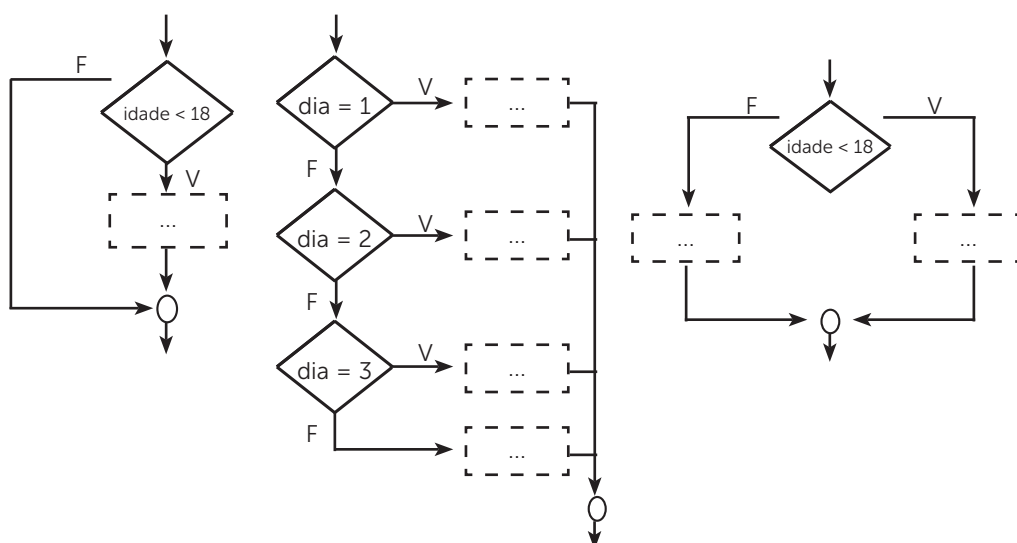 F
idade < 18
V
...
dia = 1
V
...
F
dia = 2
V
...
F
dia = 3
V
...
F
...
F
V
idade < 18
...
...